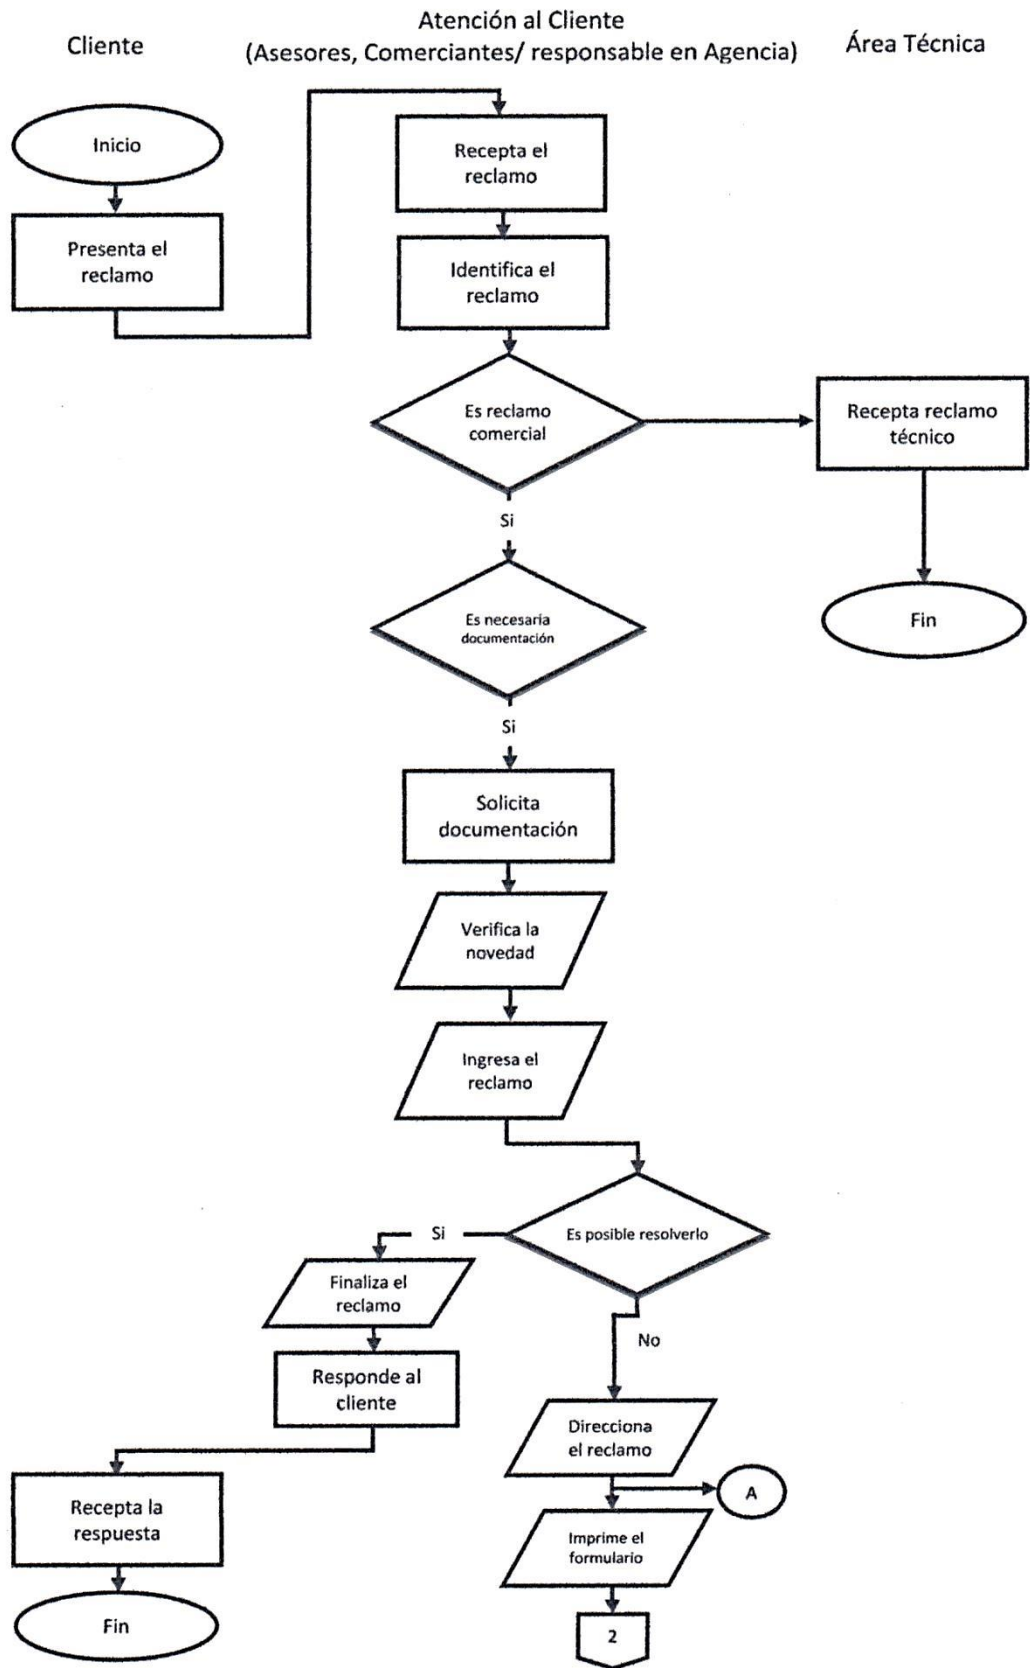 Cliente
Atención al Cliente
(Asesores, Comerciantes/ responsable en Agencia)
Área Técnica
Inicio
Presenta el
reclamo
Recepta el
reclamo
Identifica el
reclamo
Es reclamo
comercial
Recepta reclamo
técnico
Si
Fin
Es necesaria
documentación
Si
Solicita
documentación
Verifica la
novedad
Ingresa el
reclamo
Es posible resolverlo
Si
Finaliza el
reclamo
No
Responde al
cliente
Direcciona
el reclamo
A
Recepta la
respuesta
Imprime el
formulario
Fin
2